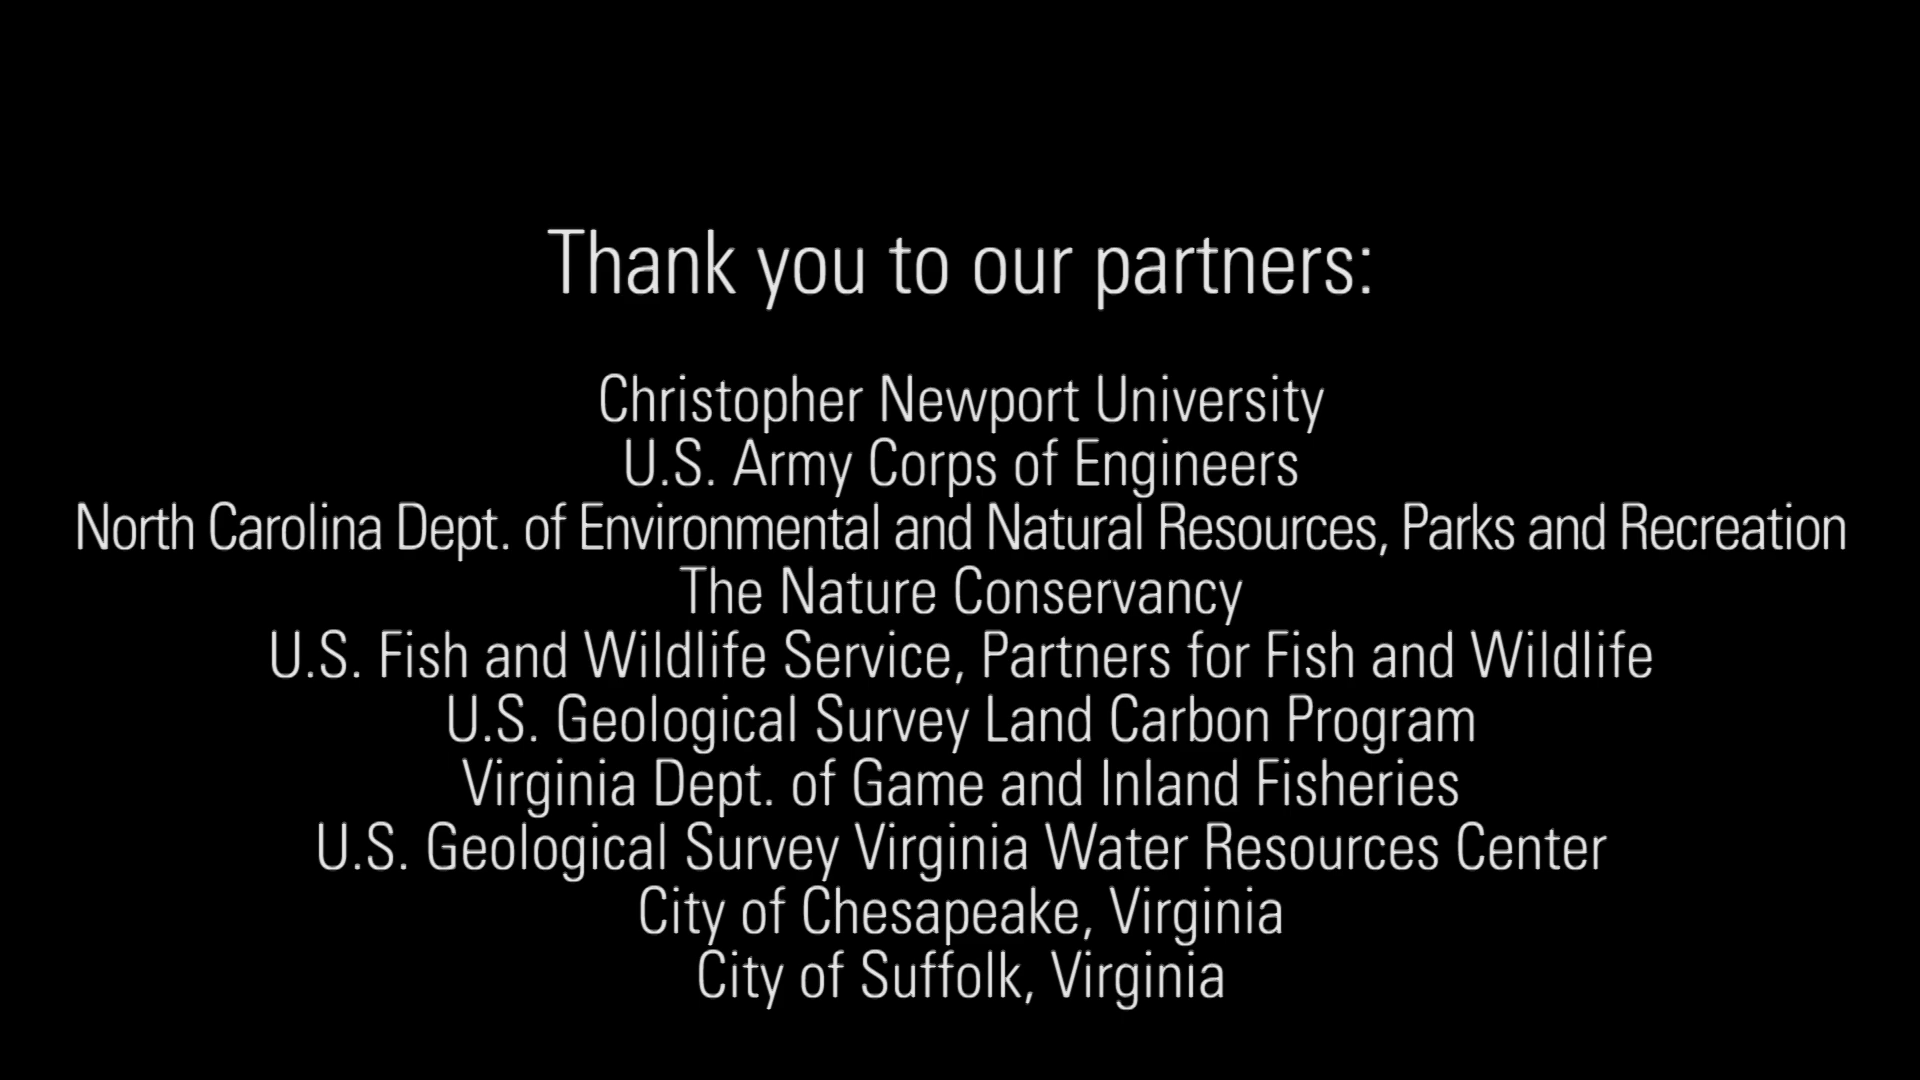 Thank you to our partners:
Christopher Newport University
U.S. Army Corps of Engineers
North Carolina Dept. of Environmental and Natural Resources, Parks and Recreation
The Nature Conservancy
U.S. Fish and Wildlife Service, Partners for Fish and Wildlife
U.S. Geological Survey Land Carbon Program
Virginia Dept. of Game and Inland Fisheries
U.S. Geological Survey Virginia Water Resources Center
City of Chesapeake, Virginia
City of Suffolk, Virginia